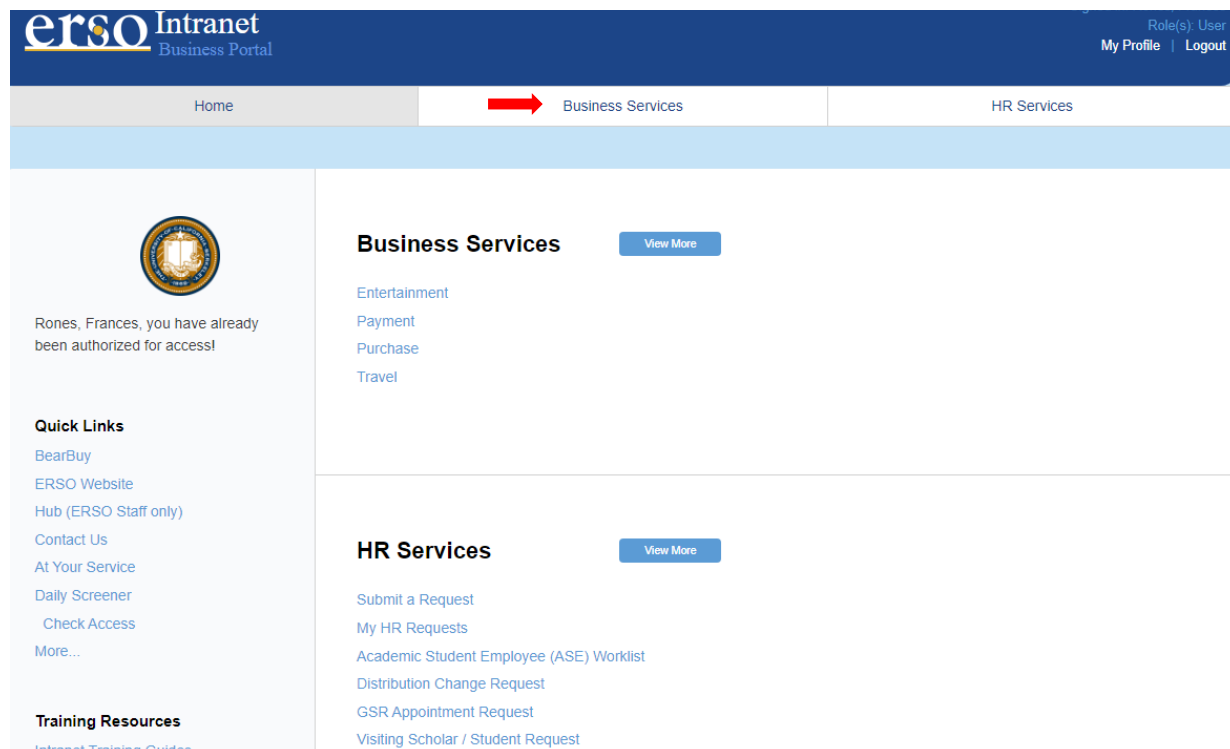 erso Intranet
Business Portal
Role(s): User
My Profile | Logout
Home
Business Services
HR Services
Rones, Frances, you have already
been authorized for access!
Quick Links
BearBuy
ERSO Website
Hub (ERSO Staff only)
Contact Us
At Your Service
Daily Screener
Check Access
More...
Training Resources
Intranet Training Guides
Business Services
View More
Entertainment
Payment
Purchase
Travel
HR Services
View More
Submit a Request
My HR Requests
Academic Student Employee (ASE) Worklist
Distribution Change Request
GSR Appointment Request
Visiting Scholar / Student Request